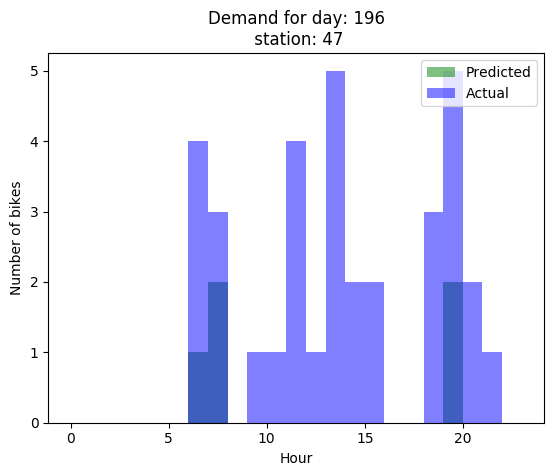 Demand for day: 196
station: 47
Predicted
Actual
Number of bikes
5
4
3
2
1
0
0
5
10
15
20
Hour